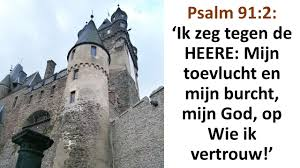 Psalm 91:2:
‘Ik zeg tegen de
HEERE: Mijn
toevlucht en
mijn burcht,
mijn God, op
Wie ik
vertrouw!’